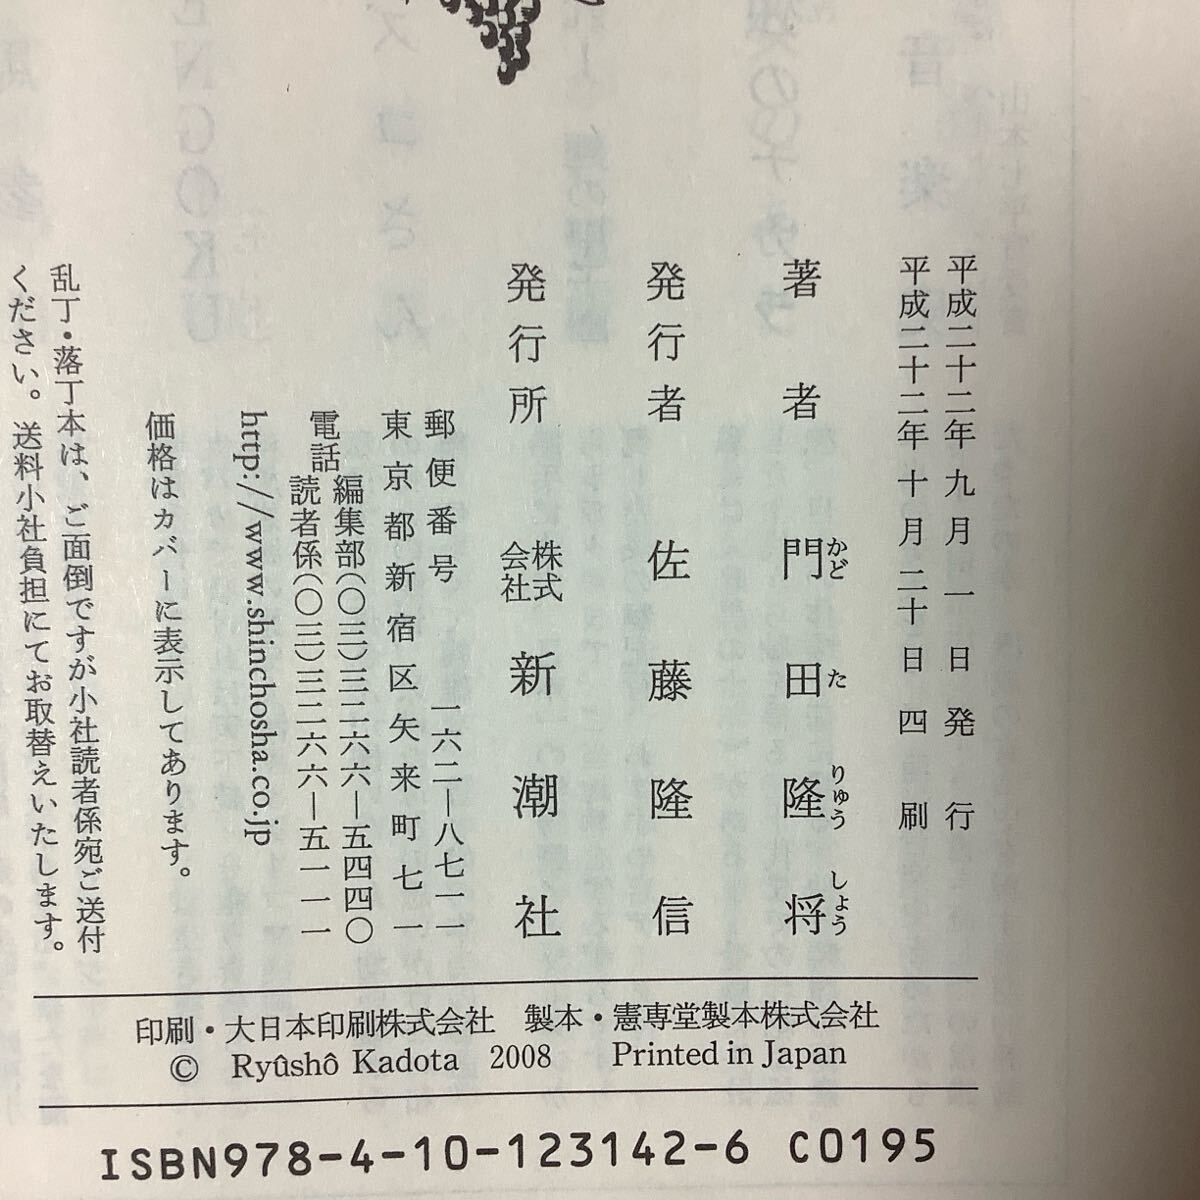 平成二十二年九月一日発行
平成二十二年十月二十日四刷
著者 門田隆将
かど た りゅう しょう
発行者 佐藤隆信
発行所 株式会社 新潮社
郵便番号 一六二―八七一一
東京都新宿区矢来町七一
電話 編集部(〇三)三二六六―五四四〇
読者係(〇三)三二六六―五一一一
http://www.shinchosha.co.jp
価格はカバーに表示してあります。
乱丁・落丁本は、ご面倒ですが小社読者係宛ご送付
ください。送料小社負担にてお取替えいたします。
印刷・大日本印刷株式会社 製本・憲専堂製本株式会社
© Ryûshô Kadota 2008 Printed in Japan
ISBN978-4-10-123142-6 C0195